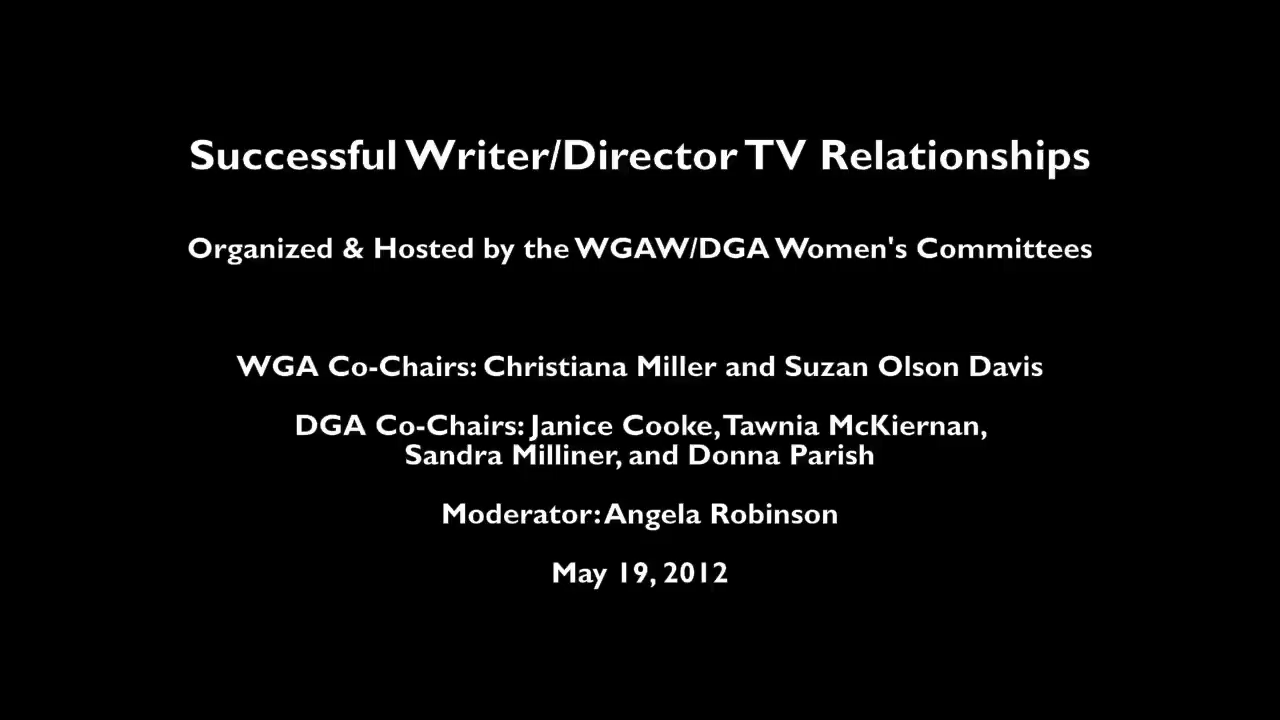 Successful Writer/Director TV Relationships
Organized & Hosted by the WGAW/DGA Women's Committees
WGA Co-Chairs: Christiana Miller and Suzan Olson Davis
DGA Co-Chairs: Janice Cooke, Tawnia McKiernan,
Sandra Milliner, and Donna Parish
Moderator: Angela Robinson
May 19, 2012